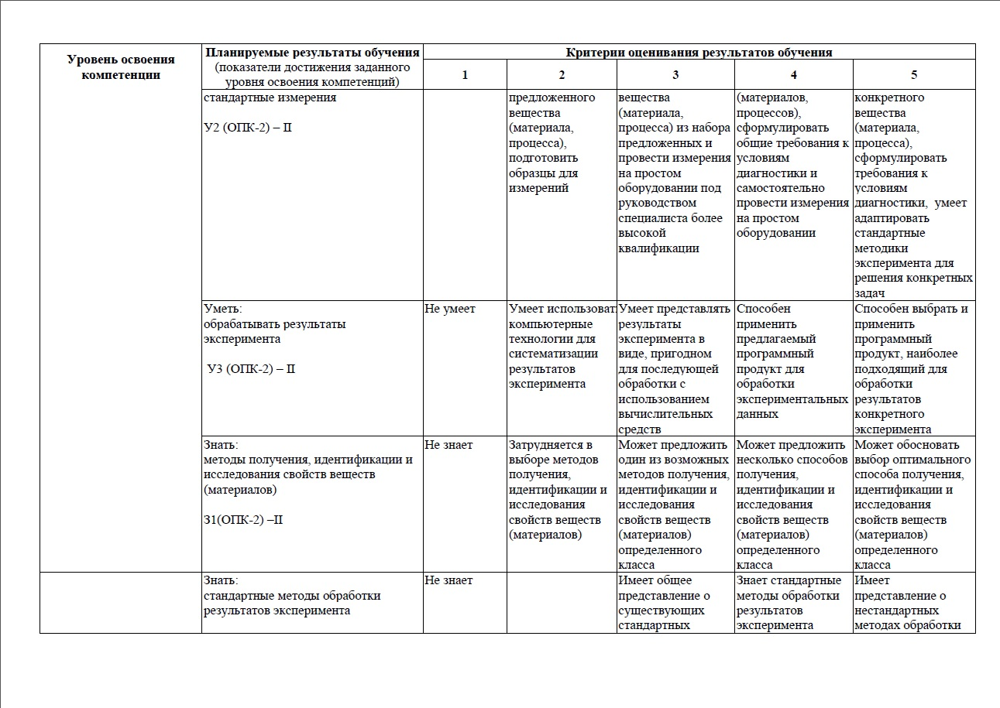 Уровень освоения
компетенции
Планируемые результаты обучения
(показатели достижения заданного
уровня освоения компетенций)
Критерии оценивания результатов обучения
1
2
3
4
5
стандартные измерения
У2 (ОПК-2) – II
предложенного
вещества
(материала,
процесса),
подготовить
образцы для
измерений
вещества
(материала,
процесса) из набора
предложенных и
провести измерения
на простом
оборудовании под
руководством
специалиста более
высокой
квалификации
(материалов,
процессов),
сформулировать
общие требования к
условиям
диагностики и
самостоятельно
провести измерения
на простом
оборудовании
конкретного
вещества
(материала,
процесса),
сформулировать
требования к
условиям
диагностики, умеет
адаптировать
стандартные
методики
эксперимента для
решения конкретных
задач
Уметь:
обрабатывать результаты
эксперимента
У3 (ОПК-2) – II
Не умеет
Умеет использовать
компьютерные
технологии для
систематизации
результатов
эксперимента
Умеет представлять
результаты
эксперимента в
виде, пригодном
для последующей
обработки с
использованием
вычислительных
средств
Способен
применить
предлагаемый
программный
продукт для
обработки
экспериментальных
данных
Способен выбрать и
применить
программный
продукт, наиболее
подходящий для
обработки
результатов
конкретного
эксперимента
Знать:
методы получения, идентификации и
исследования свойств веществ
(материалов)
З1(ОПК-2) –II
Не знает
Затрудняется в
выборе методов
получения,
идентификации и
исследования
свойств веществ
(материалов)
Может предложить
один из возможных
методов получения,
идентификации и
исследования
свойств веществ
(материалов)
определенного
класса
Может предложить
несколько способов
получения,
идентификации и
исследования
свойств веществ
(материалов)
определенного
класса
Может обосновать
выбор оптимального
способа получения,
идентификации и
исследования
свойств веществ
(материалов)
определенного
класса
Знать:
стандартные методы обработки
результатов эксперимента
Не знает
Имеет общее
представление о
существующих
стандартных
Знает стандартные
методы обработки
результатов
эксперимента
Имеет
представление о
нестандартных
методах обработки